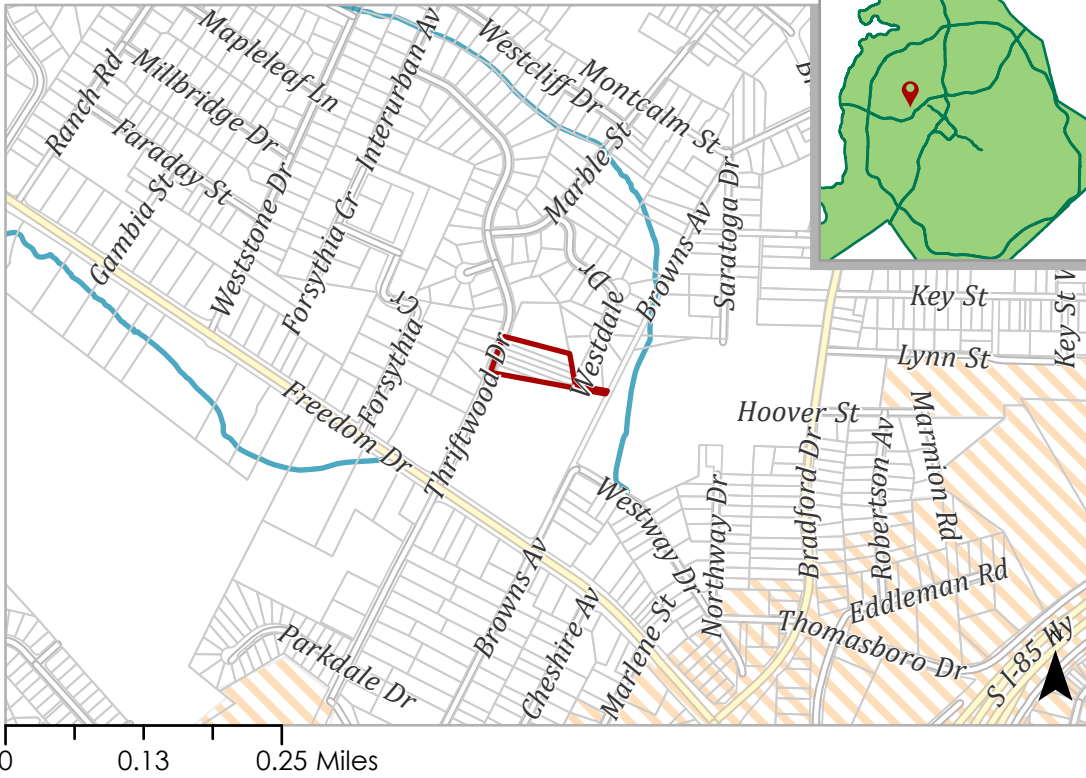 Mapleleaf Ln
Interurban Av
Westcliff Dr
Montcalm St
Ranch Rd
Millbridge Dr
Faraday St
Gambia St
Weststone Dr
Forsythia Cr
Marble St
Browns Av
Saratoga Dr
Westdale Dr
Forsythia Cr
Key St
Key St
Lynn St
Thriftwood Dr
Freedom Dr
Hoover St
Marmion Rd
Robertson Av
Bradford Dr
Westway Dr
Northway Dr
Eddleman Rd
Thomasboro Dr
Browns Av
Cheshire Av
Marlene St
Parkdale Dr
S I-85 Hy
N
0 0.13 0.25 Miles